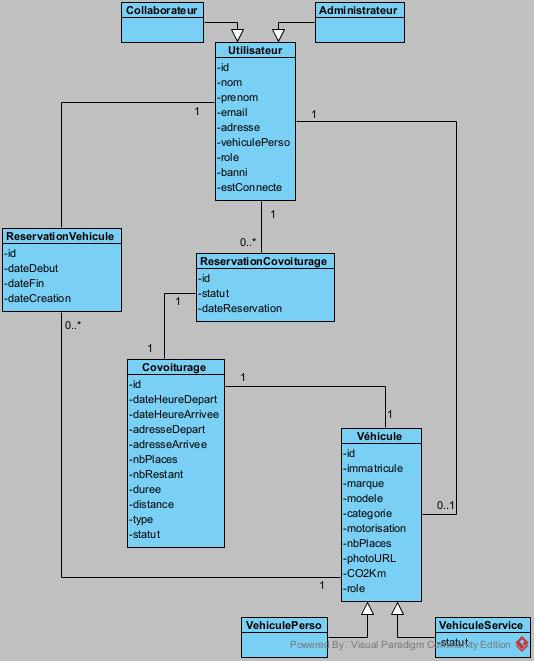 Collaborateur
Administrateur
Utilisateur
-id
-nom
-prenom
-email
-adresse
-vehiculePerso
-role
-banni
-estConnecte
1
1
1
0..*
ReservationVehicule
-id
-dateDebut
-dateFin
-dateCreation
0..*
ReservationCovoiturage
-id
-statut
-dateReservation
1
1
Covoiturage
-id
-dateHeureDepart
-dateHeureArrivee
-adresseDepart
-adresseArrivee
-nbPlaces
-nbRestant
-duree
-distance
-type
-statut
1
1
Véhicule
-id
-immatricule
-marque
-modele
-categorie
-motorisation
-nbPlaces
-photoURL
-CO2Km
-role
0..1
1
VehiculePerso
VehiculeService
-statut
Powered By: Visual Paradigm Community Edition